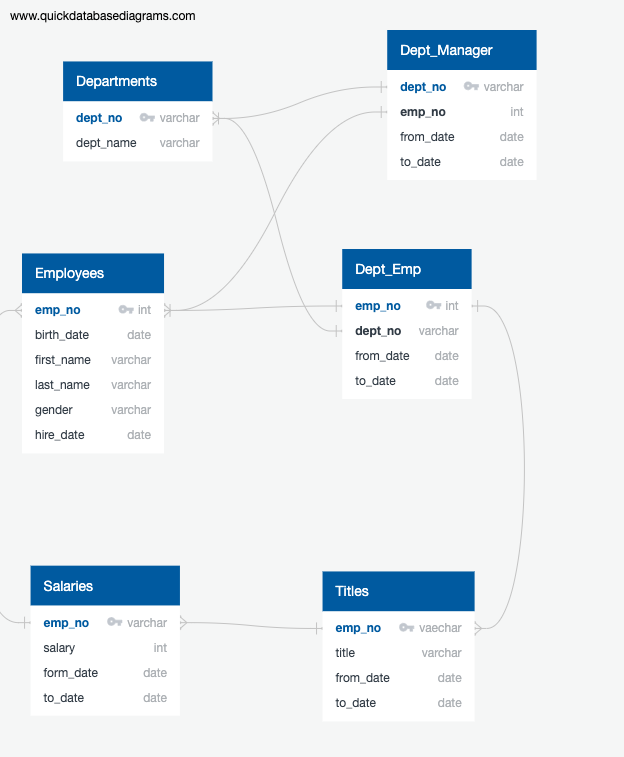 www.quickdatabasediagrams.com
Dept_Manager
dept_no varchar
emp_no int
from_date date
to_date date
Departments
dept_no varchar
dept_name varchar
Employees
emp_no int
birth_date date
first_name varchar
last_name varchar
gender varchar
hire_date date
Dept_Emp
emp_no int
dept_no varchar
from_date date
to_date date
Salaries
emp_no varchar
salary int
form_date date
to_date date
Titles
emp_no vaechar
title varchar
from_date date
to_date date